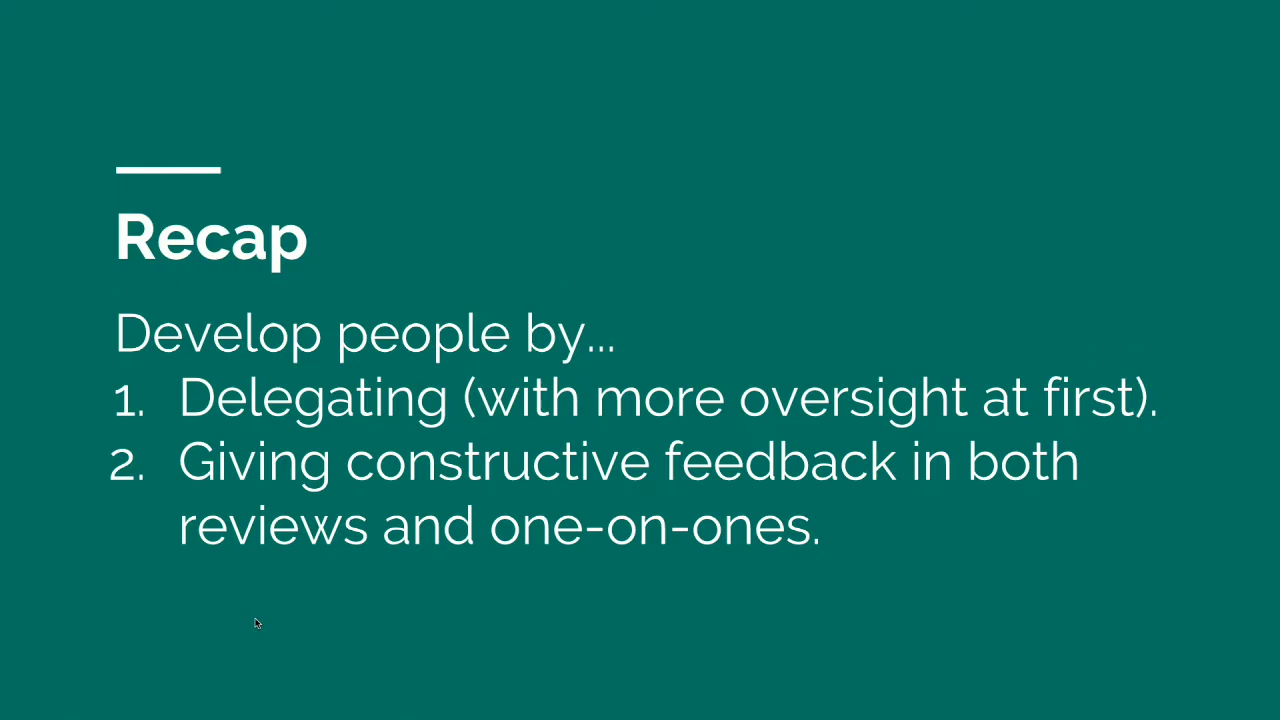 Recap
Develop people by...
1. Delegating (with more oversight at first).
2. Giving constructive feedback in both
reviews and one-on-ones.